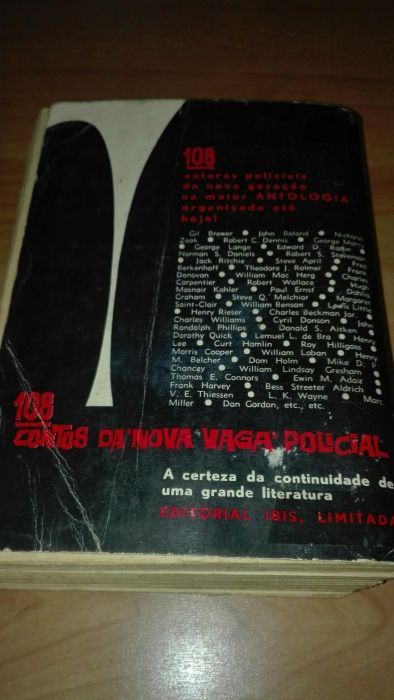 108
autores policiais
da nova geração
na maior ANTOLOGIA
organizada até
hoje!
Gil Brewer • John Boland • Nicholas
Zook • Robert C. Dennis • George Marry
• George Lange • Edward D. Radin •
Norman S. Daniels • Robert S. Stevenson
• Jack Ritchie • Steve April • Fred
Berkenhoff • Theodore J. Rolmer • Frank
Donovan • William Mac Herg • Charles
Carpentier • Robert Wallace • Hugh
Masnair Kahler • Paul Ernst • Dahlia
Graham • Steve Q. Melchior • Margaret
Saint-Clair • William Benson • Lewis Little
• Henry Rieser • Charles Beckman Jor. •
Charles Williams • Cyril Danson • John
Randolph Phillips • Donald S. Aitken •
Dorothy Quick • Lemuel L. de Bra • Henry
Lee • Curt Hamlin • Roy Hilligoss •
Morris Cooper • William Loban • Henry
M. Belcher • Dom Holm • Mike D. P.
Chancey • William Lindsay Gresham •
Thomas E. Connors • Ewin M. Adair •
Frank Harvey • Bess Streeter Aldrich •
V. E. Thiessen • L. K. Wayne • Marc
Miller • Dan Gordon, etc., etc.
108
CONTOS DA "NOVA VAGA" POLICIAL
A certeza da continuidade de
uma grande literatura
EDITORIAL IBIS, LIMITADA